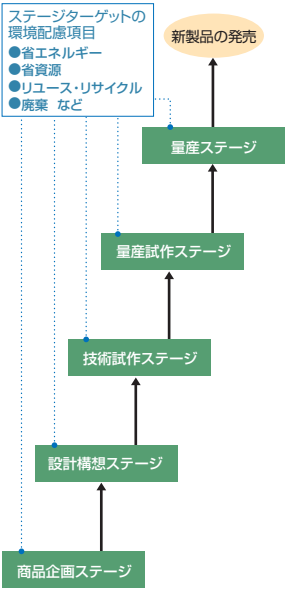 ステージターゲットの
環境配慮項目
●省エネルギー
●省資源
●リユース・リサイクル
●廃棄 など
新製品の発売
量産ステージ
量産試作ステージ
技術試作ステージ
設計構想ステージ
商品企画ステージ